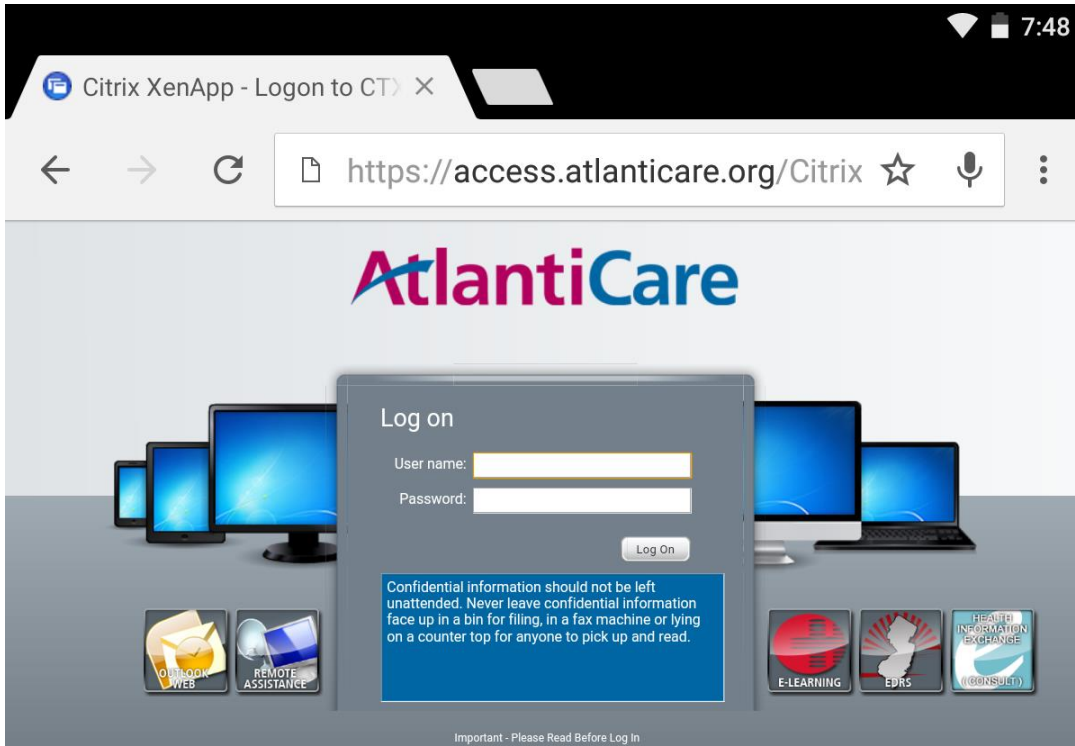 7:48
Citrix XenApp - Logon to CTX
https://access.atlanticare.org/Citrix
AtlantiCare
Log on
User name:
Password:
Log On
Confidential information should not be left
unattended. Never leave confidential information
face up in a bin for filing, in a fax machine or lying
on a counter top for anyone to pick up and read.
OUTLOOK
WEB
REMOTE
ASSISTANCE
E-LEARNING
EDRS
HEALTH
INFORMATION
EXCHANGE
(CONSULT)
Important - Please Read Before Log In